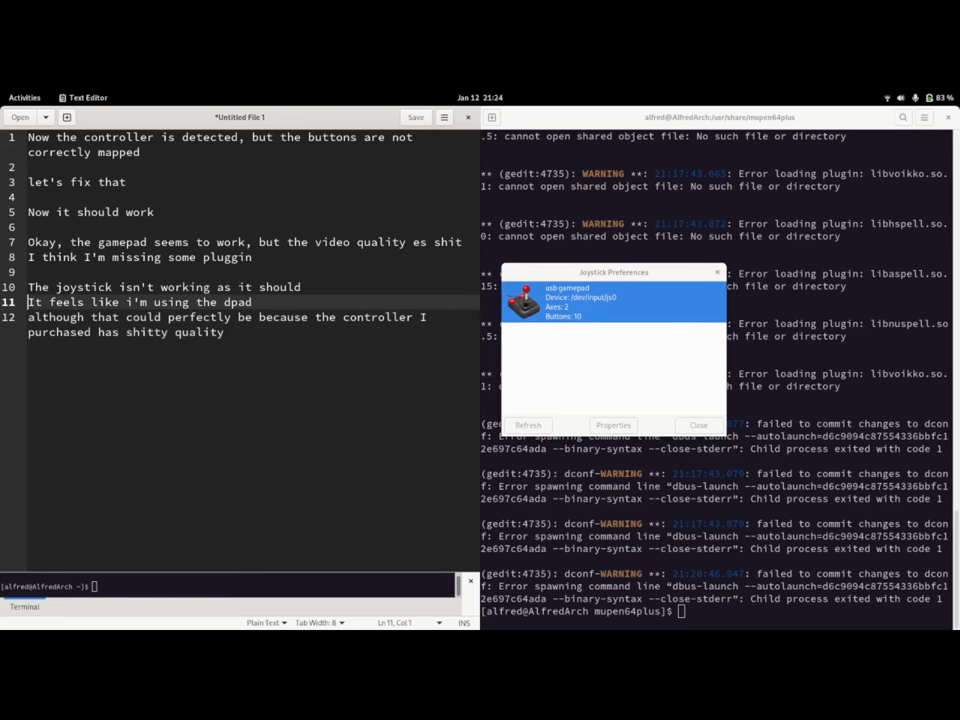 Activities Text Editor Jan 12 21:24 83 %
Open *Untitled File 1 Save
1 Now the controller is detected, but the buttons are not
correctly mapped
2
3 let's fix that
4
5 Now it should work
6
7 Okay, the gamepad seems to work, but the video quality es shit
8 I think I'm missing some pluggin
9
10 The joystick isn't working as it should
11 It feels like i'm using the dpad
12 although that could perfectly be because the controller I
purchased has shitty quality
[alfred@AlfredArch ~]$
Terminal
Plain Text Tab Width: 8 Ln 11, Col 1 INS
alfred@AlfredArch:/usr/share/mupen64plus
.5: cannot open shared object file: No such file or directory
** (gedit:4735): WARNING **: 21:17:43.065: Error loading plugin: libvoikko.so.
1: cannot open shared object file: No such file or directory
** (gedit:4735): WARNING **: 21:17:43.072: Error loading plugin: libhspell.so.
0: cannot open shared object file: No such file or directory
: Error loading plugin: libaspell.so.
15: file or directory
: Error loading plugin: libnuspell.so
.5: file or directory
: Error loading plugin: libvoikko.so.
1: file or directory
Joystick Preferences
usb gamepad
Device: /dev/input/js0
Axes: 2
Buttons: 10
Refresh Properties Close
977: failed to commit changes to dcon
f: Error spawning command line “dbus-launch --autolaunch=d6c9094c87554336bbfc1
2e697c64ada --binary-syntax --close-stderr”: Child process exited with code 1
(gedit:4735): dconf-WARNING **: 21:17:43.079: failed to commit changes to dcon
f: Error spawning command line “dbus-launch --autolaunch=d6c9094c87554336bbfc1
2e697c64ada --binary-syntax --close-stderr”: Child process exited with code 1
(gedit:4735): dconf-WARNING **: 21:17:43.079: failed to commit changes to dcon
f: Error spawning command line “dbus-launch --autolaunch=d6c9094c87554336bbfc1
2e697c64ada --binary-syntax --close-stderr”: Child process exited with code 1
(gedit:4735): dconf-WARNING **: 21:20:46.947: failed to commit changes to dcon
f: Error spawning command line “dbus-launch --autolaunch=d6c9094c87554336bbfc1
2e697c64ada --binary-syntax --close-stderr”: Child process exited with code 1
[alfred@AlfredArch mupen64plus]$